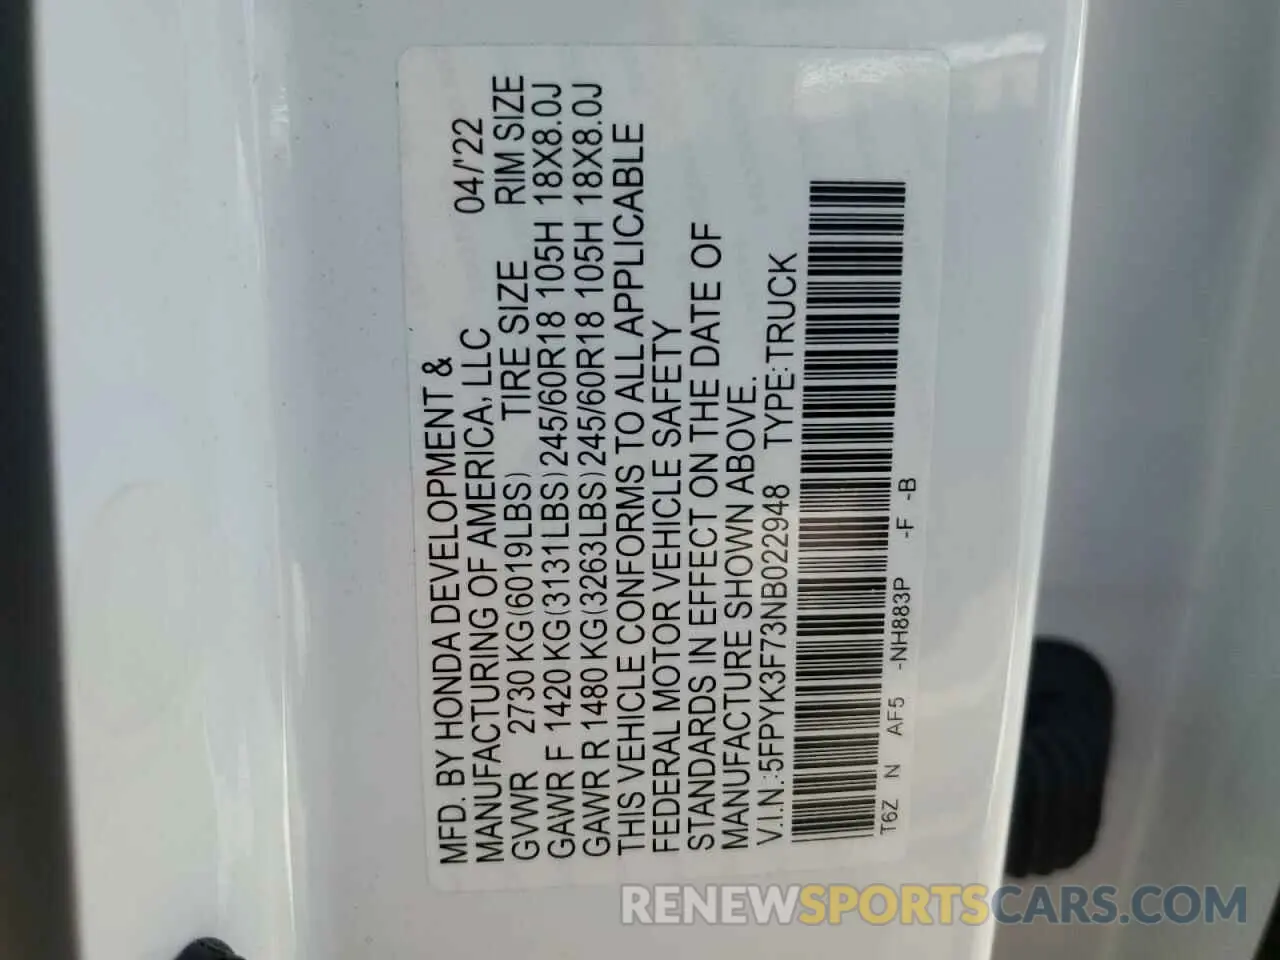 MFD. BY HONDA DEVELOPMENT &
MANUFACTURING OF AMERICA, LLC 04/'22
GVWR 2730 KG(6019LBS) TIRE SIZE RIM SIZE
GAWR F 1420 KG(3131LBS) 245/60R18 105H 18X8.0J
GAWR R 1480 KG(3263LBS) 245/60R18 105H 18X8.0J
THIS VEHICLE CONFORMS TO ALL APPLICABLE
FEDERAL MOTOR VEHICLE SAFETY
STANDARDS IN EFFECT ON THE DATE OF
MANUFACTURE SHOWN ABOVE.
V.I.N.:5FPYK3F73NB022948 TYPE:TRUCK
T6Z N AF5 -NH883P -F -B
RENEWSPORTSCARS.COM